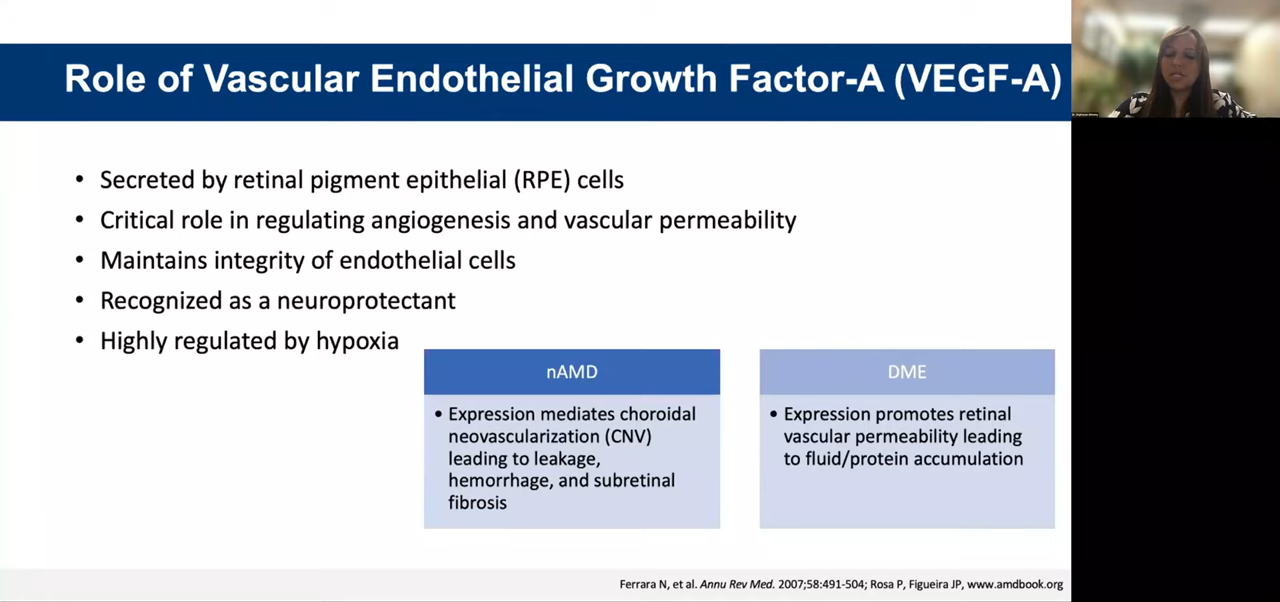 Role of Vascular Endothelial Growth Factor-A (VEGF-A)
• Secreted by retinal pigment epithelial (RPE) cells
• Critical role in regulating angiogenesis and vascular permeability
• Maintains integrity of endothelial cells
• Recognized as a neuroprotectant
• Highly regulated by hypoxia
nAMD
• Expression mediates choroidal
neovascularization (CNV)
leading to leakage,
hemorrhage, and subretinal
fibrosis
DME
• Expression promotes retinal
vascular permeability leading
to fluid/protein accumulation
Ferrara N, et al. Annu Rev Med. 2007;58:491-504; Rosa P, Figueira JP, www.amdbook.org